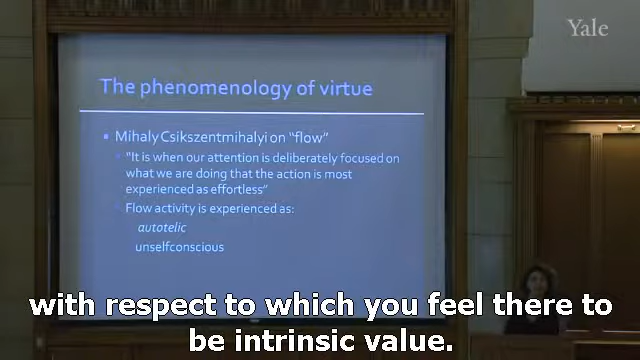 Yale
The phenomenology of virtue
Mihaly Csikszentmihalyi on "flow"
"It is when our attention is deliberately focused on
what we are doing that the action is most
experienced as effortless"
Flow activity is experienced as:
autotelic
unselfconscious
with respect to which you feel there to
be intrinsic value.